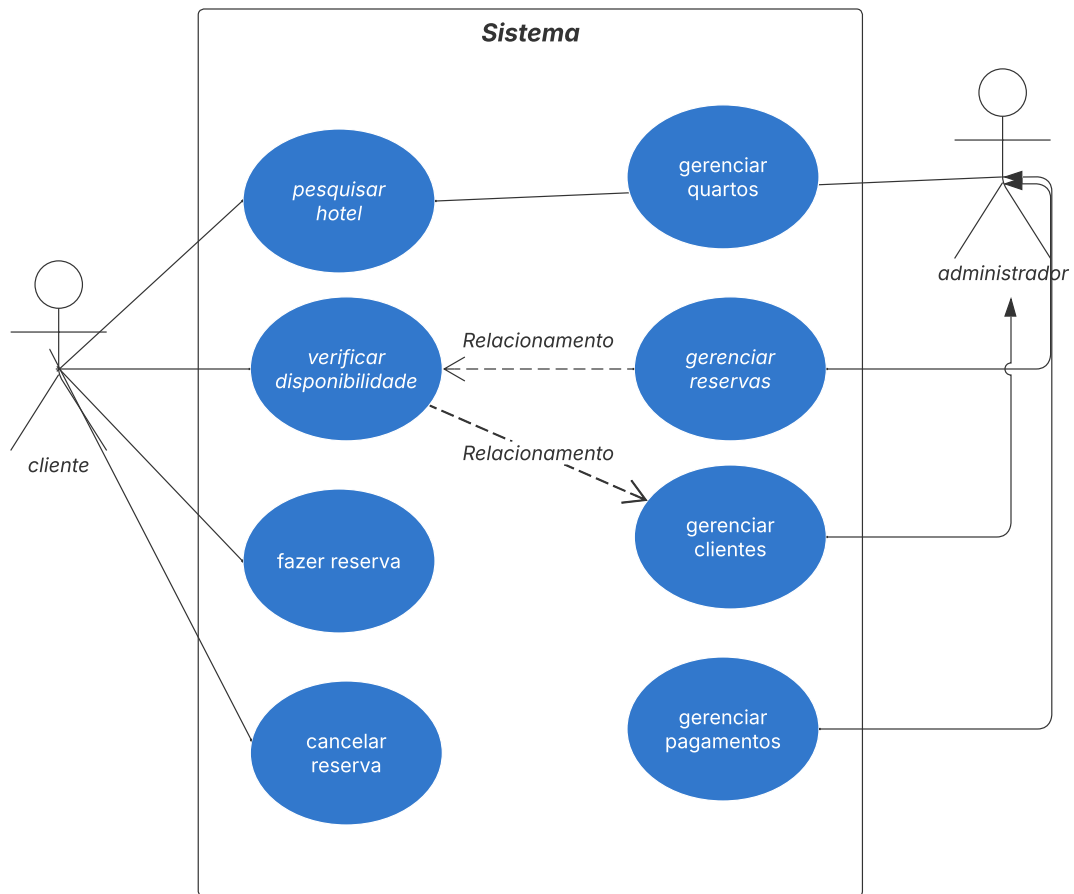 Sistema
pesquisar
hotel
gerenciar
quartos
administrador
verificar
disponibilidade
Relacionamento
gerenciar
reservas
Relacionamento
cliente
gerenciar
clientes
fazer reserva
cancelar
reserva
gerenciar
pagamentos